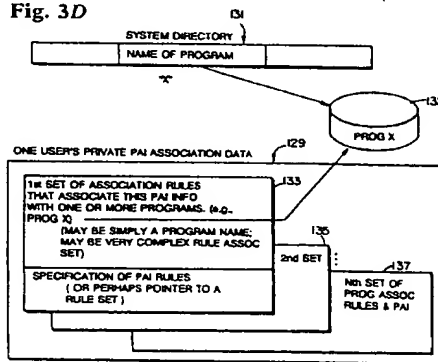 Fig. 3D
131
SYSTEM DIRECTORY
NAME OF PROGRAM
"X"
PROG X
ONE USER'S PRIVATE PAI ASSOCIATION DATA
129
133
1st SET OF ASSOCIATION RULES
THAT ASSOCIATE THIS PAI INFO
WITH ONE OR MORE PROGRAMS. (e.g.,
PROG X)
(MAY BE SIMPLY A PROGRAM NAME;
MAY BE VERY COMPLEX RULE ASSOC
SET)
SPECIFICATION OF PAI RULES
( OR PERHAPS POINTER TO A
RULE SET )
135
2nd SET
137
Nth SET OF
PROG ASSOC
RULES & PAI